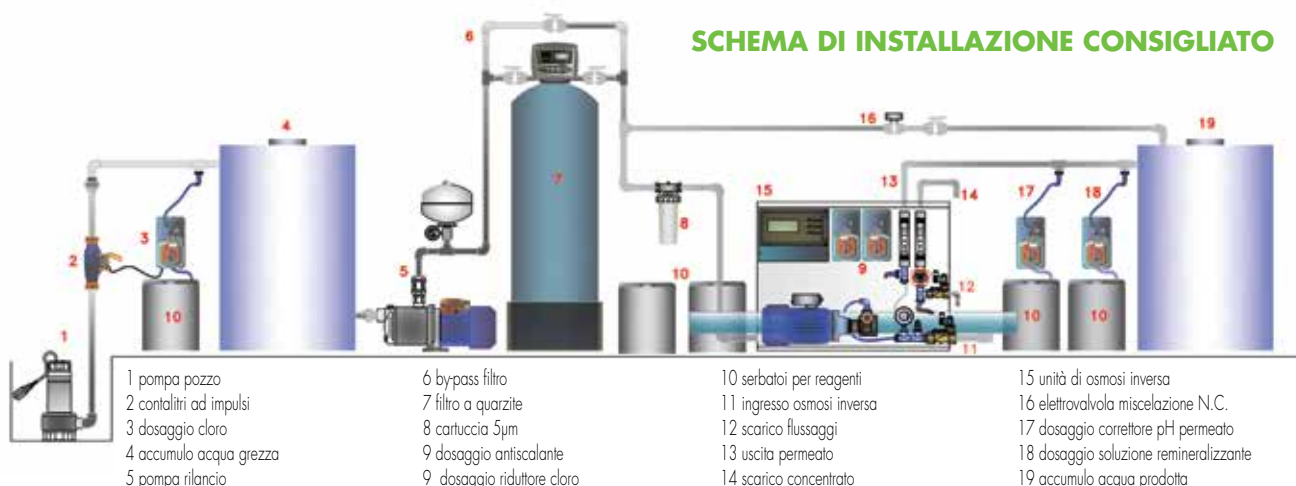 SCHEMA DI INSTALLAZIONE CONSIGLIATO
6
4
16
19
7
15
13
14
17
18
3
8
2
9
5
10
12
10
10
10
1
11
1 pompa pozzo
2 contalitri ad impulsi
3 dosaggio cloro
4 accumulo acqua grezza
5 pompa rilancio
6 by-pass filtro
7 filtro a quarzite
8 cartuccia 5µm
9 dosaggio antiscalante
9 dosaggio riduttore cloro
10 serbatoi per reagenti
11 ingresso osmosi inversa
12 scarico flussaggi
13 uscita permeato
14 scarico concentrato
15 unità di osmosi inversa
16 elettrovalvola miscelazione N.C.
17 dosaggio correttore pH permeato
18 dosaggio soluzione remineralizzante
19 accumulo acqua prodotta